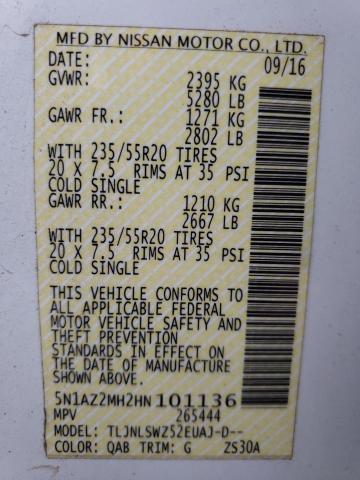 MFD BY NISSAN MOTOR CO., LTD.
DATE: 09/16
GVWR: 2395 KG
5280 LB
GAWR FR.: 1271 KG
2802 LB
WITH 235/55R20 TIRES
20 X 7.5 RIMS AT 35 PSI
COLD SINGLE
GAWR RR.: 1210 KG
2667 LB
WITH 235/55R20 TIRES
20 X 7.5 RIMS AT 35 PSI
COLD SINGLE
THIS VEHICLE CONFORMS TO
ALL APPLICABLE FEDERAL
MOTOR VEHICLE SAFETY AND
THEFT PREVENTION
STANDARDS IN EFFECT ON
THE DATE OF MANUFACTURE
SHOWN ABOVE.
5N1AZ2MH2HN101136
MPV 265444
MODEL: TLJNLSWZ52EUAJ-D--
COLOR: QAB TRIM: G ZS30A